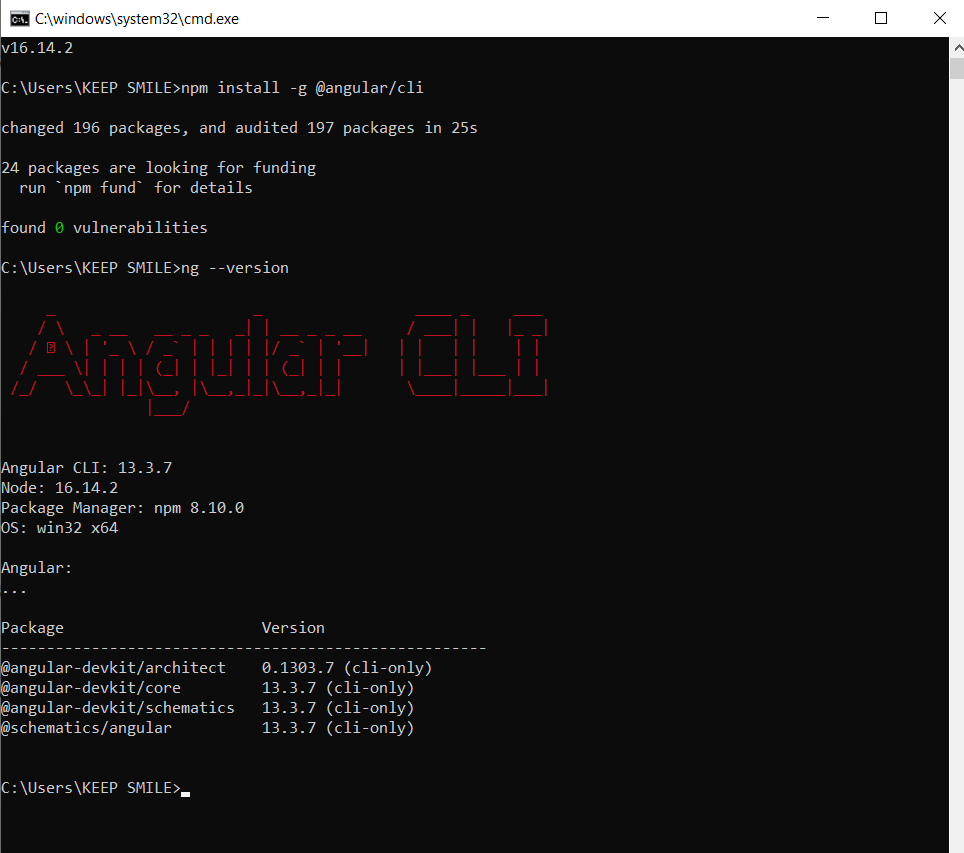 C:\windows\system32\cmd.exe
v16.14.2
C:\Users\KEEP SMILE>npm install -g @angular/cli
changed 196 packages, and audited 197 packages in 25s
24 packages are looking for funding
run `npm fund` for details
found 0 vulnerabilities
C:\Users\KEEP SMILE>ng --version
Angular CLI
Angular CLI: 13.3.7
Node: 16.14.2
Package Manager: npm 8.10.0
OS: win32 x64
Angular:
...
Package Version
------------------------------------------------------
@angular-devkit/architect 0.1303.7 (cli-only)
@angular-devkit/core 13.3.7 (cli-only)
@angular-devkit/schematics 13.3.7 (cli-only)
@schematics/angular 13.3.7 (cli-only)
C:\Users\KEEP SMILE>